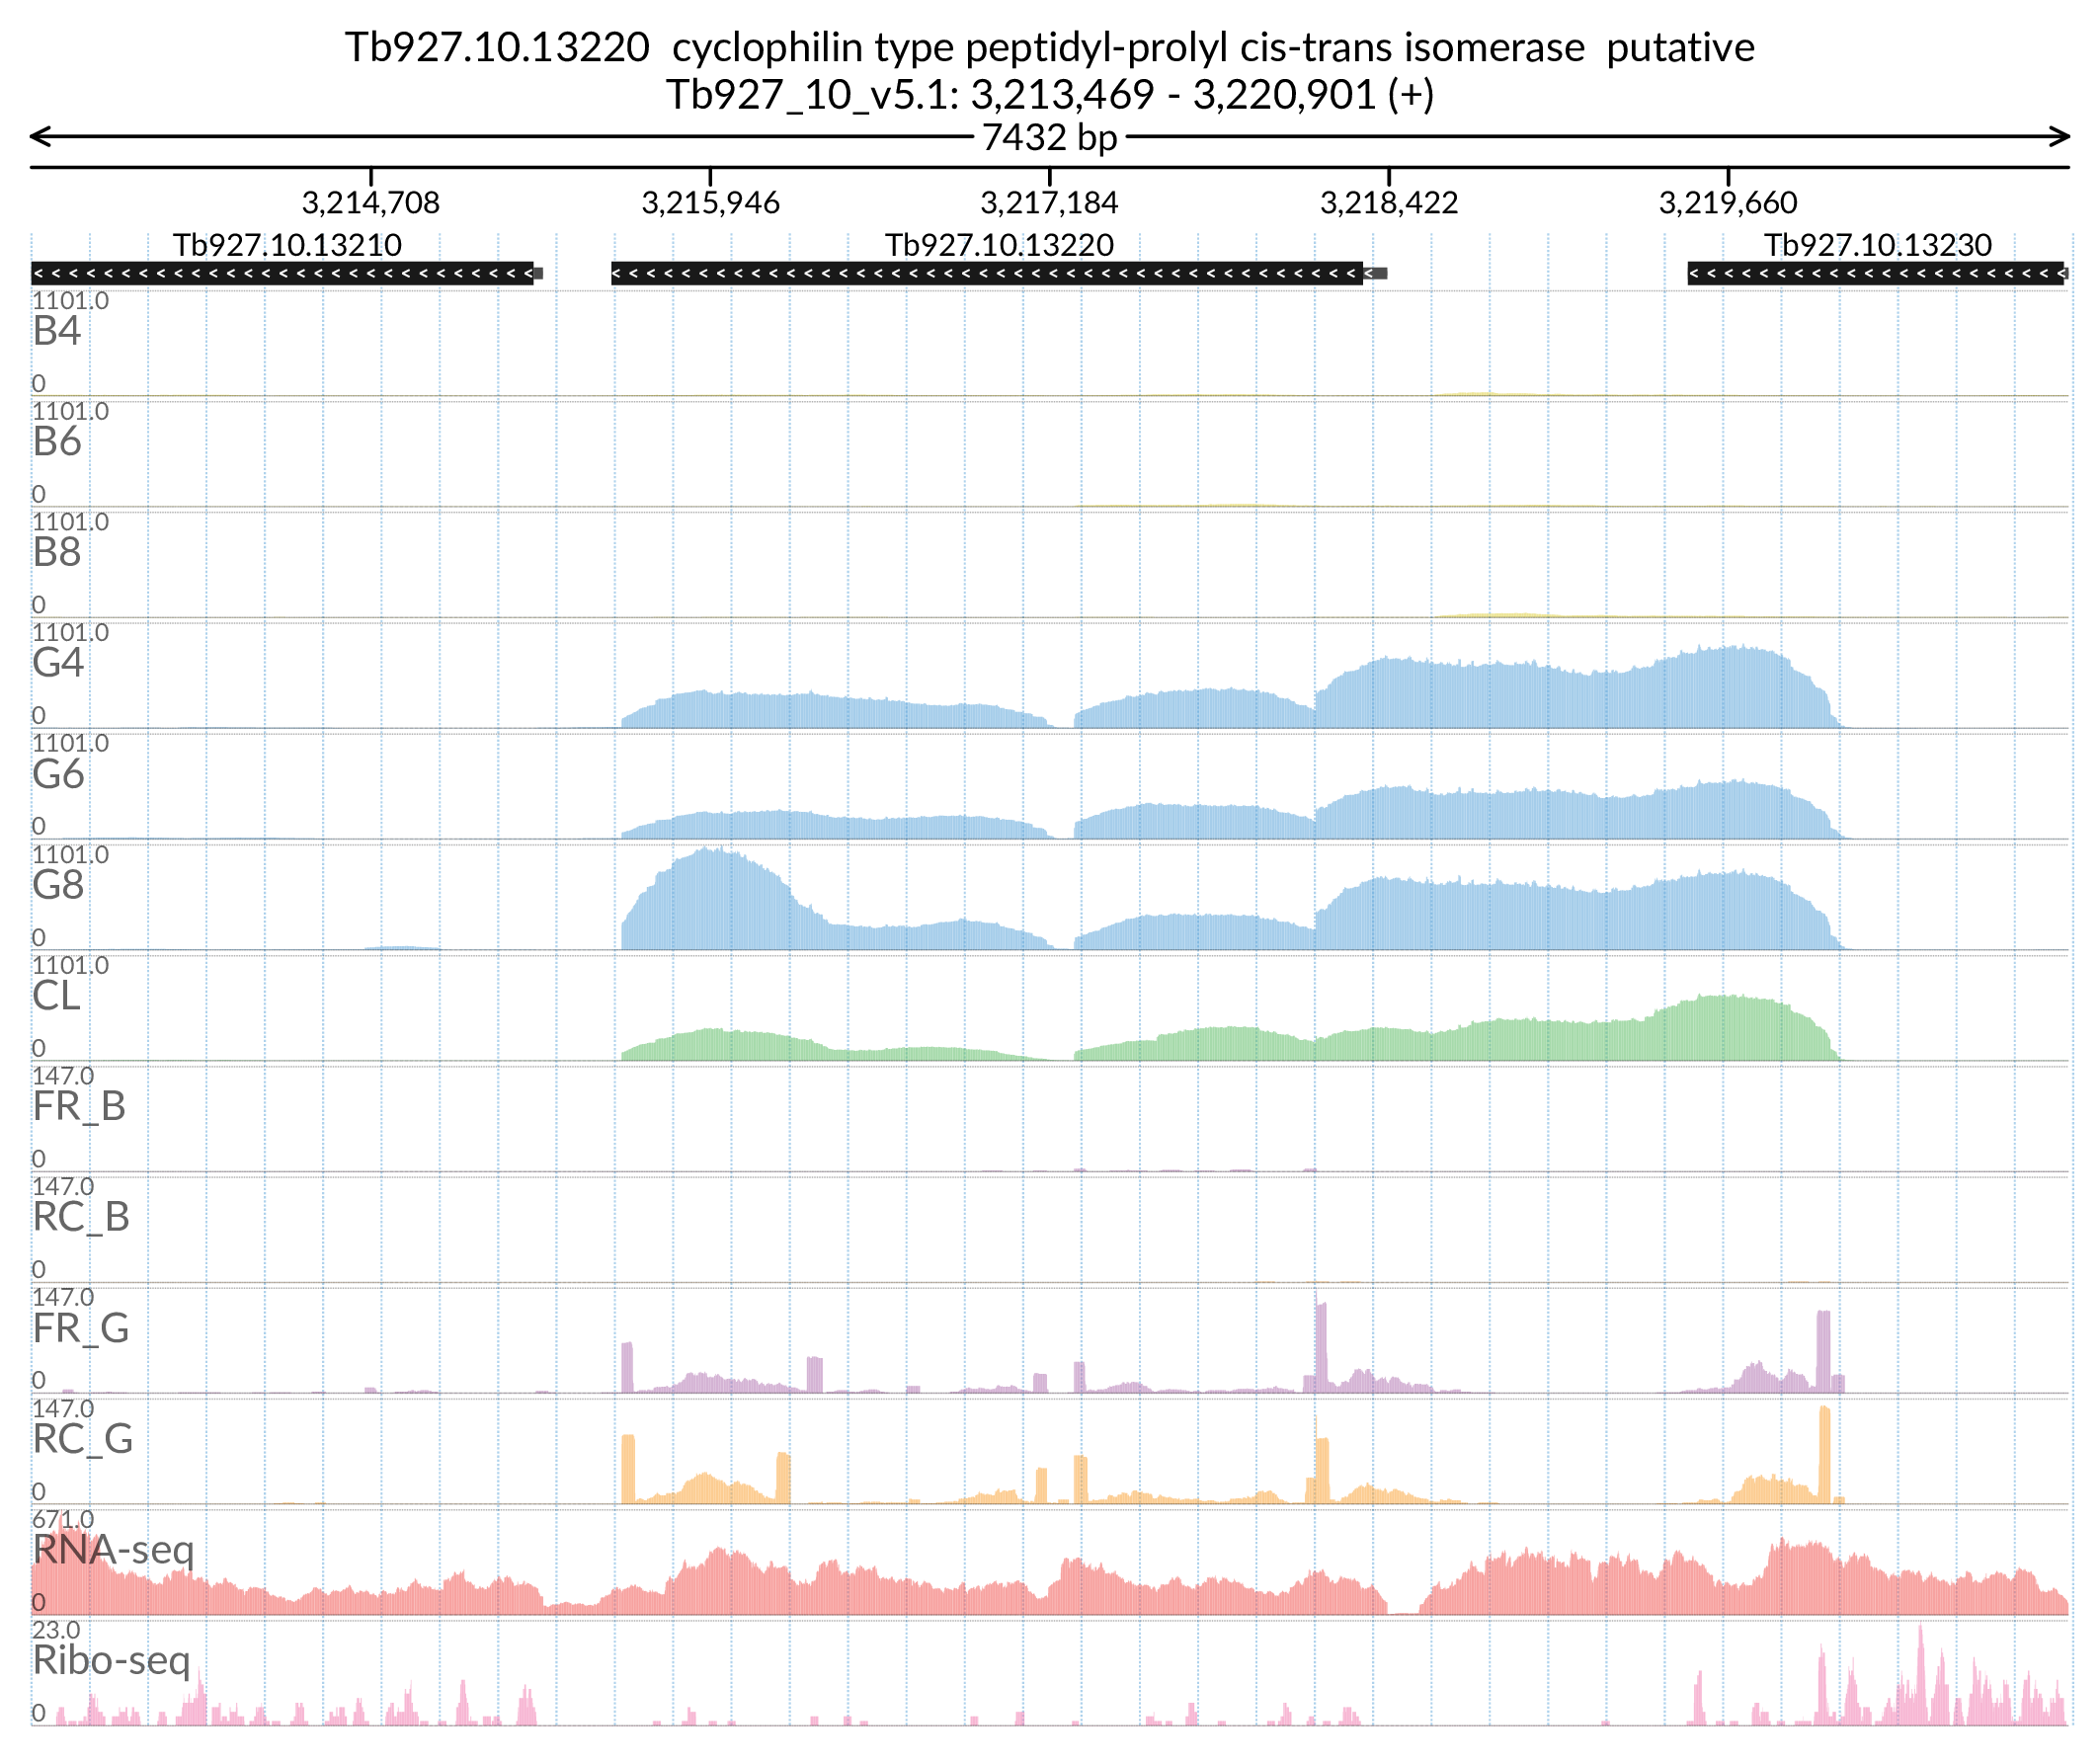 Tb927.10.13220 cyclophilin type peptidyl-prolyl cis-trans isomerase putative
Tb927_10_v5.1: 3,213,469 - 3,220,901 (+)
7432 bp
3,214,708 3,215,946 3,217,184 3,218,422 3,219,660
Tb927.10.13210 Tb927.10.13220 Tb927.10.13230
1101.0
B4
0
1101.0
B6
0
1101.0
B8
0
1101.0
G4
0
1101.0
G6
0
1101.0
G8
0
1101.0
CL
0
147.0
FR_B
0
147.0
RC_B
0
147.0
FR_G
0
147.0
RC_G
0
671.0
RNA-seq
0
23.0
Ribo-seq
0